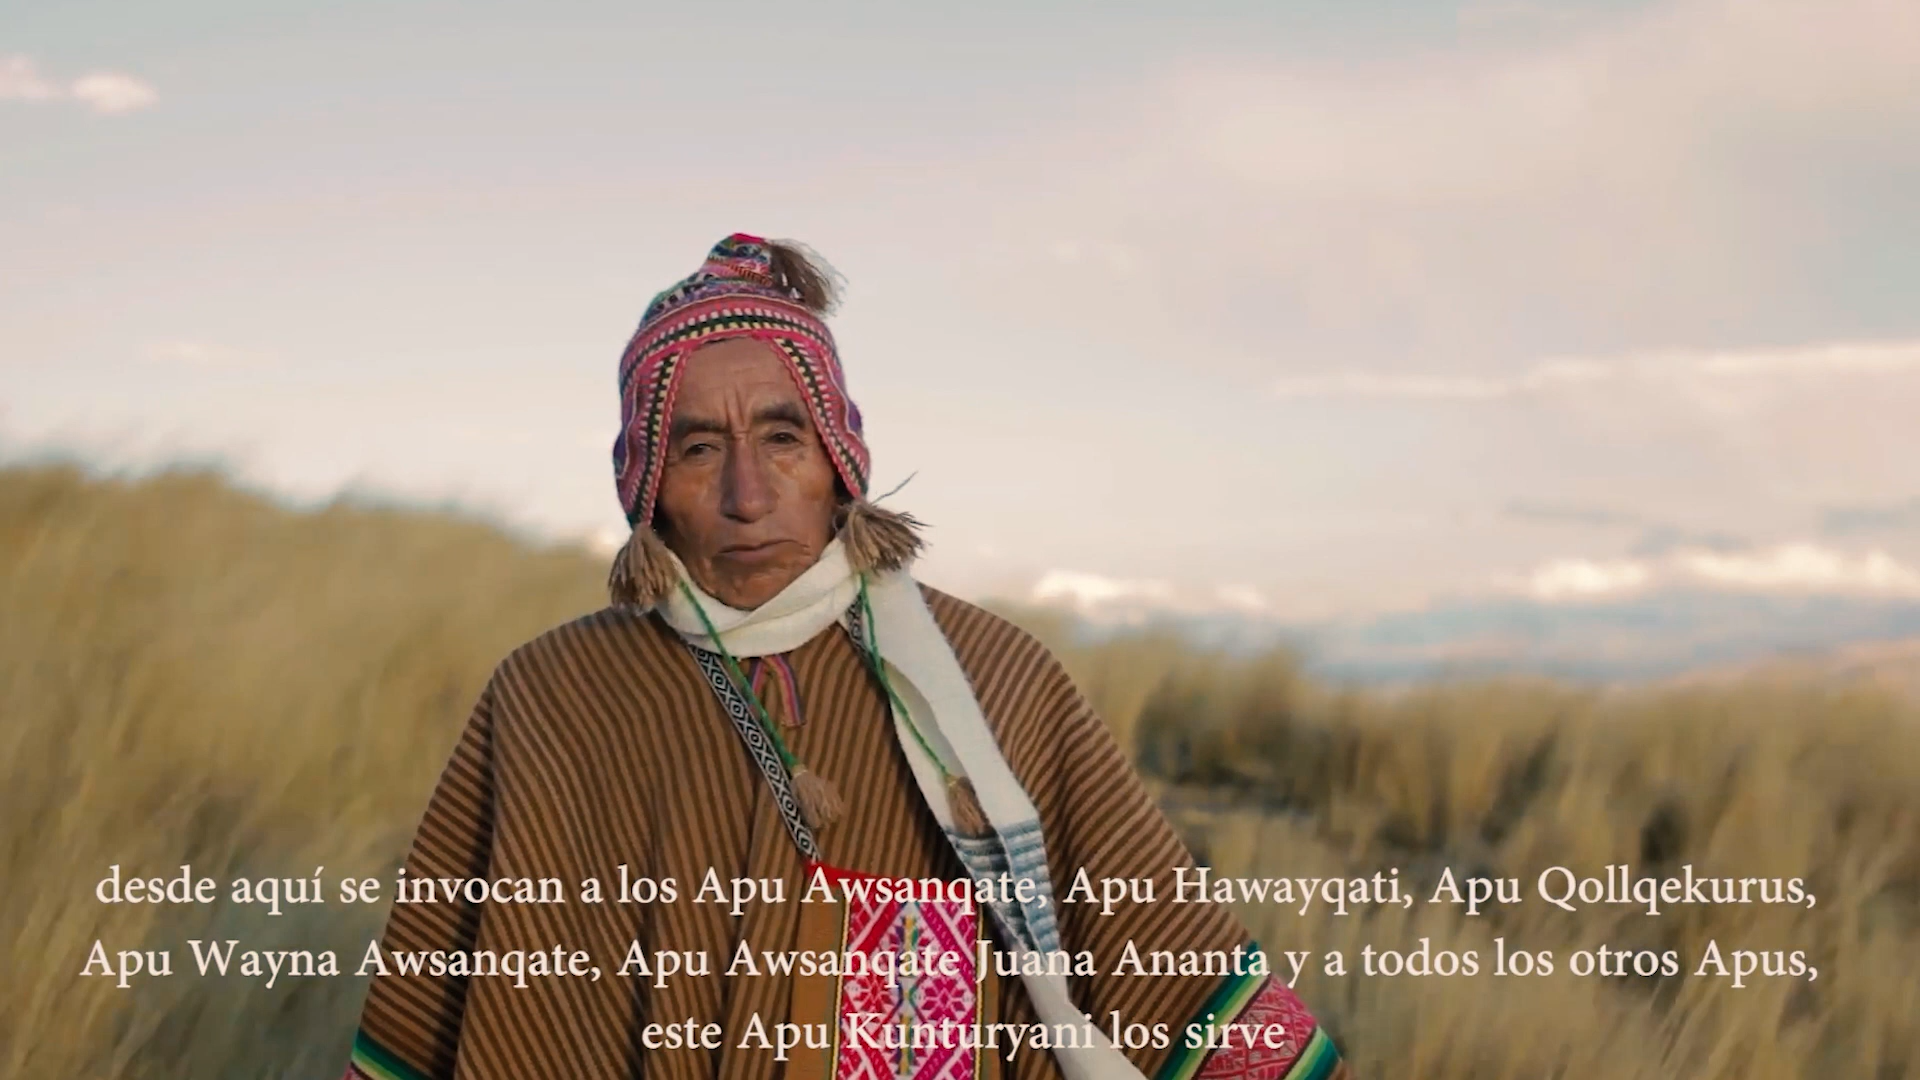 desde aquí se invocan a los Apu Awsanqate, Apu Hawayqati, Apu Qollqekurus,
Apu Wayna Awsanqate, Apu Awsanqate Juana Ananta y a todos los otros Apus,
este Apu Kunturyani los sirve